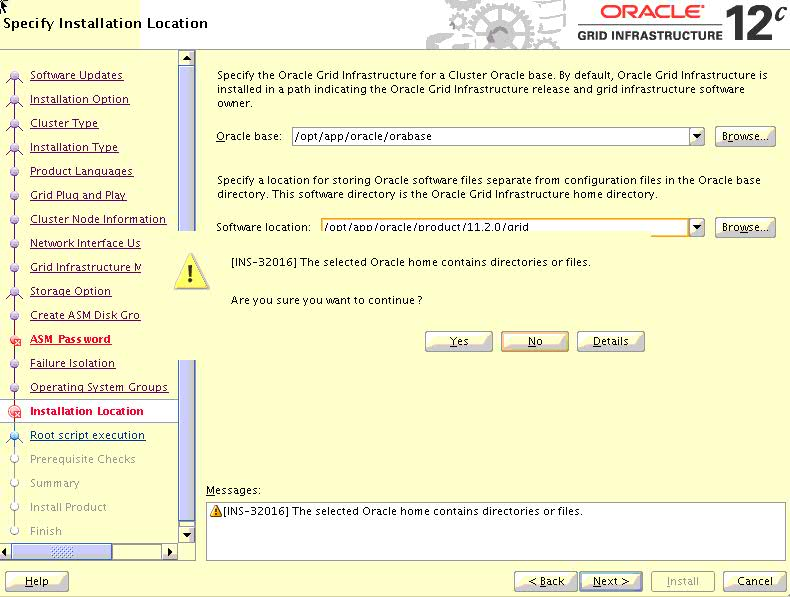 Specify Installation Location
ORACLE
GRID INFRASTRUCTURE
12c
Software Updates
Installation Option
Cluster Type
Installation Type
Product Languages
Grid Plug and Play
Cluster Node Information
Network Interface Us
Grid Infrastructure M
Storage Option
Create ASM Disk Gro
ASM Password
Failure Isolation
Operating System Groups
Installation Location
Root script execution
Prerequisite Checks
Summary
Install Product
Finish
Specify the Oracle Grid Infrastructure for a Cluster Oracle base. By default, Oracle Grid Infrastructure is
installed in a path indicating the Oracle Grid Infrastructure release and grid infrastructure software
owner.
Oracle base: /opt/app/oracle/orabase Browse...
Specify a location for storing Oracle software files separate from configuration files in the Oracle base
directory. This software directory is the Oracle Grid Infrastructure home directory.
Software location: /opt/app/oracle/product/11.2.0/grid Browse...
[INS-32016] The selected Oracle home contains directories or files.
Are you sure you want to continue?
Yes No Details
Messages:
[INS-32016] The selected Oracle home contains directories or files.
Help < Back Next > Install Cancel